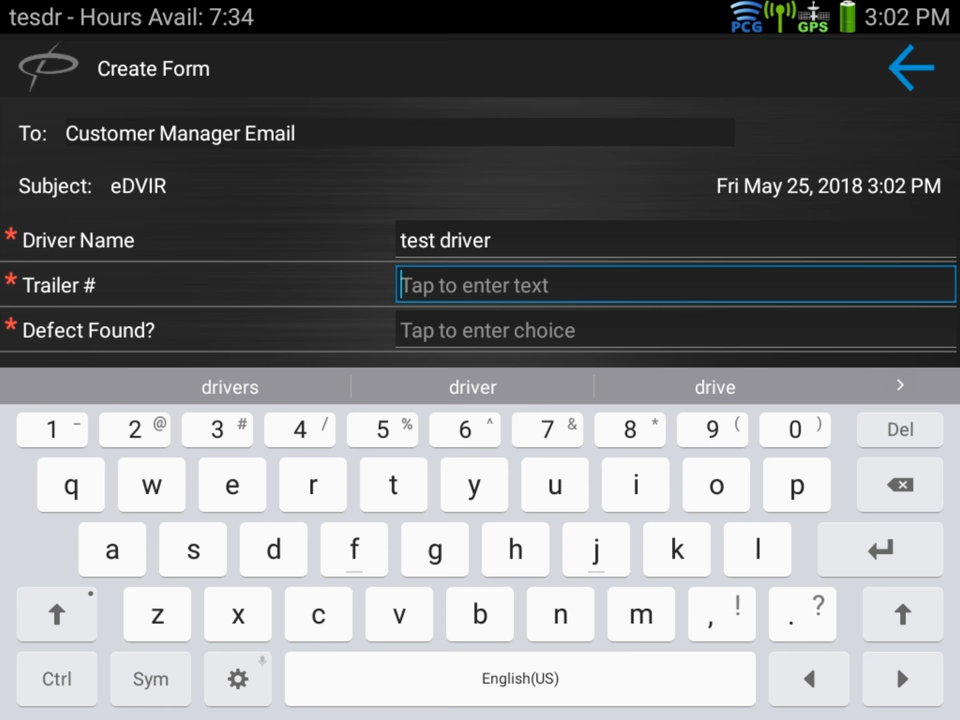 tesdr - Hours Avail: 7:34 PCG GPS 3:02 PM
Create Form
To: Customer Manager Email
Subject: eDVIR Fri May 25, 2018 3:02 PM
* Driver Name test driver
* Trailer # Tap to enter text
* Defect Found? Tap to enter choice
drivers driver drive >
1 - 2 @ 3 # 4 / 5 % 6 ^ 7 & 8 * 9 ( 0 ) Del
q w e r t y u i o p
a s d f g h j k l
z x c v b n m , ! . ?
Ctrl Sym English(US)